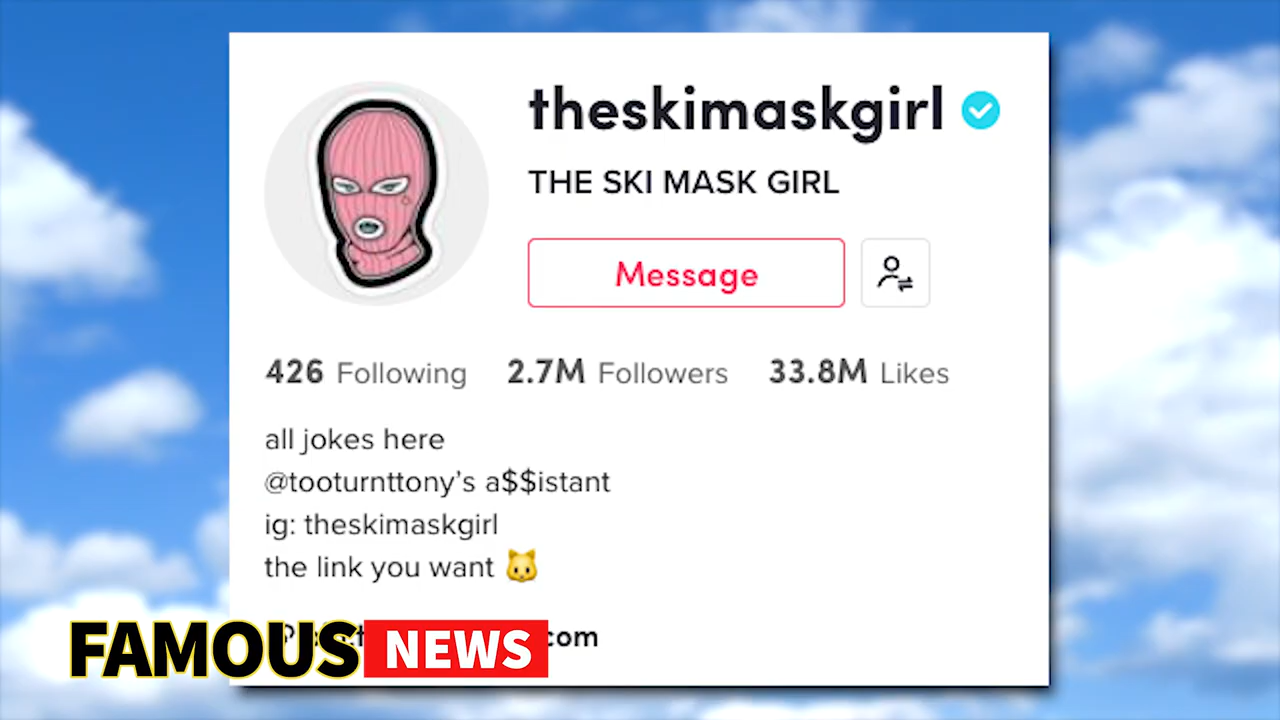 theskimaskgirl
THE SKI MASK GIRL
Message
426 Following 2.7M Followers 33.8M Likes
all jokes here
@tooturnttony’s a$$istant
ig: theskimaskgirl
the link you want 🐱
FAMOUS NEWS com